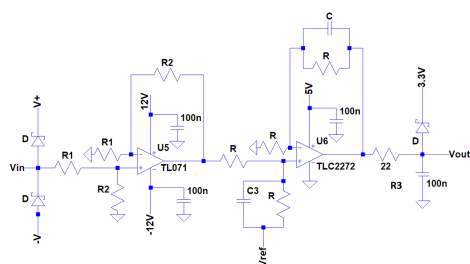 C
R2
R
3.3V
V+
12V
5V
100n
100n
D
R1
U5
R
U6
D
Vin
R1
TL071
R
TLC2272
22
Vout
D
R2
100n
C3
R
R3
100n
-V
-12V
Vref